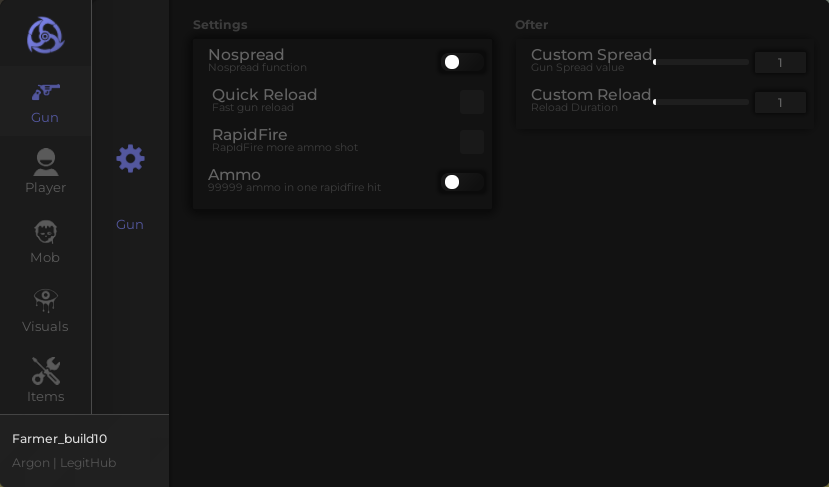 Gun
Player
Mob
Visuals
Items
Farmer_build10
Argon | LegitHub
Gun
Settings
Nospread
Nospread function
Quick Reload
Fast gun reload
RapidFire
RapidFire more ammo shot
Ammo
99999 ammo in one rapidfire hit
Ofter
Custom Spread
Gun Spread value
1
Custom Reload
Reload Duration
1